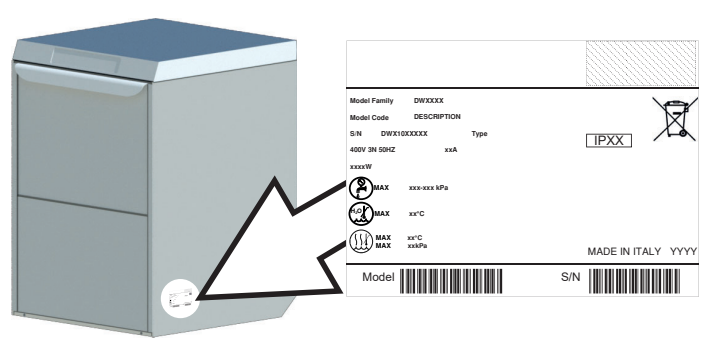 Model Family DWXXXX
Model Code DESCRIPTION
S/N DWX10XXXXX Type
IPXX
400V 3N 50HZ xxA
xxxxW
MAX xxx-xxx kPa
H₂O MAX xx°C
MAX xx°C
MAX xxkPa
MADE IN ITALY YYYY
Model S/N